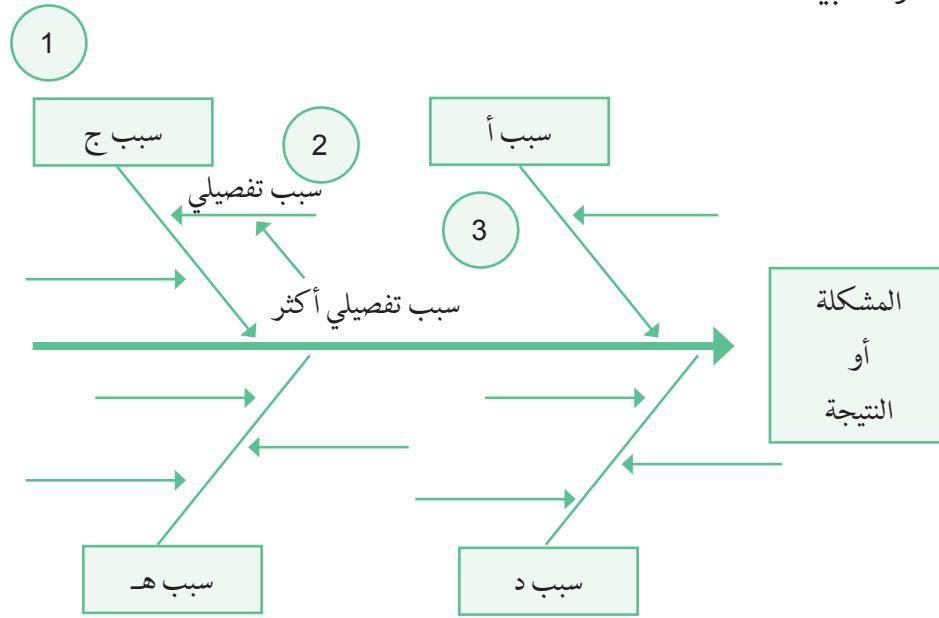 1
سبب أ
سبب ج
2
سبب تفصيلي
3
سبب تفصيلي أكثر
المشكلة
أو
النتيجة
سبب د
سبب هـ